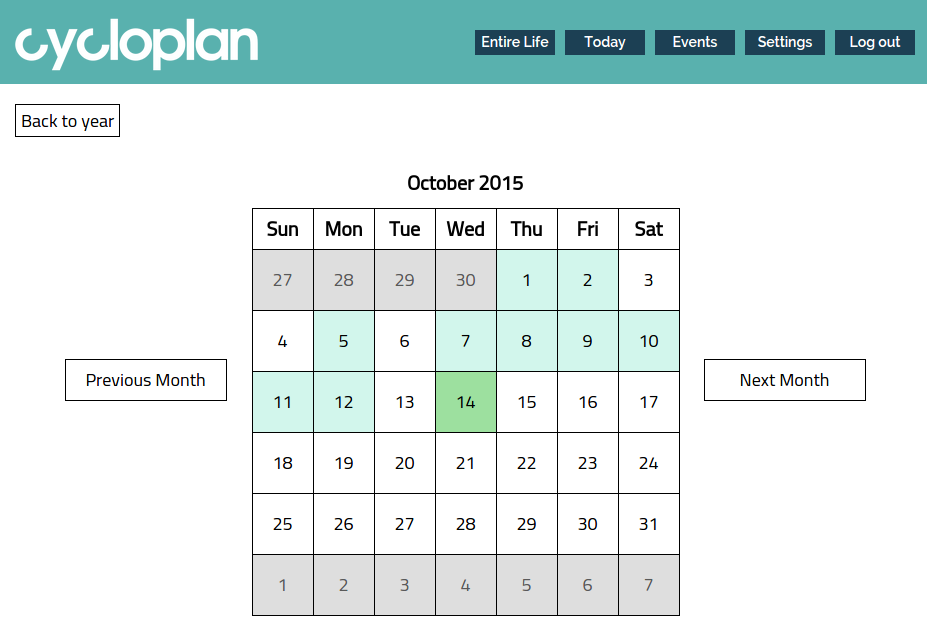 cycloplan
Entire Life Today Events Settings Log out
Back to year
October 2015
Sun Mon Tue Wed Thu Fri Sat
27 28 29 30 1 2 3
4 5 6 7 8 9 10
Previous Month
Next Month
11 12 13 14 15 16 17
18 19 20 21 22 23 24
25 26 27 28 29 30 31
1 2 3 4 5 6 7